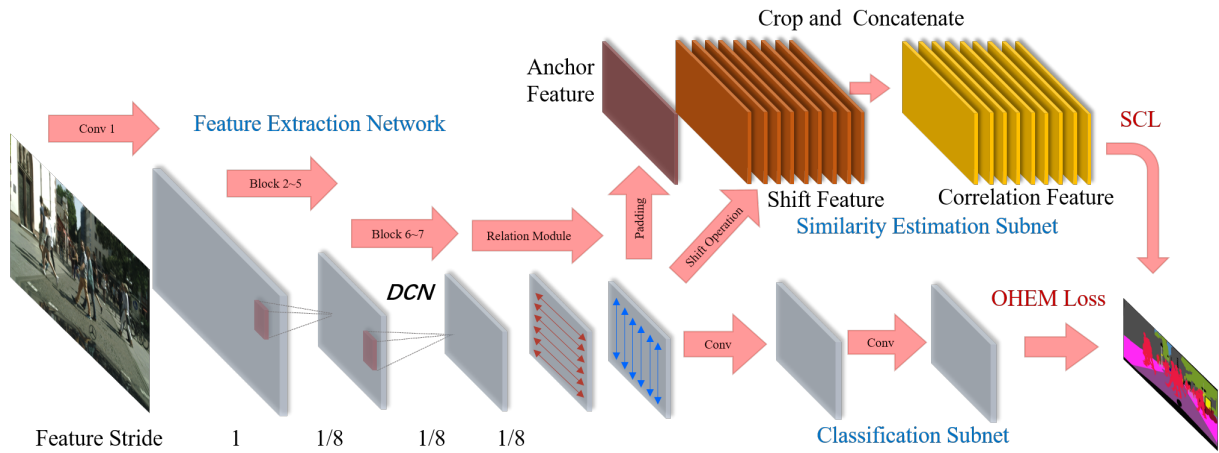 Crop and Concatenate
Anchor
Feature
Conv 1
Feature Extraction Network
SCL
Block 2~5
Shift Feature
Correlation Feature
Similarity Estimation Subnet
Padding
Shift Operation
Block 6~7
Relation Module
DCN
OHEM Loss
Conv
Conv
Feature Stride
1
1/8
1/8
1/8
Classification Subnet